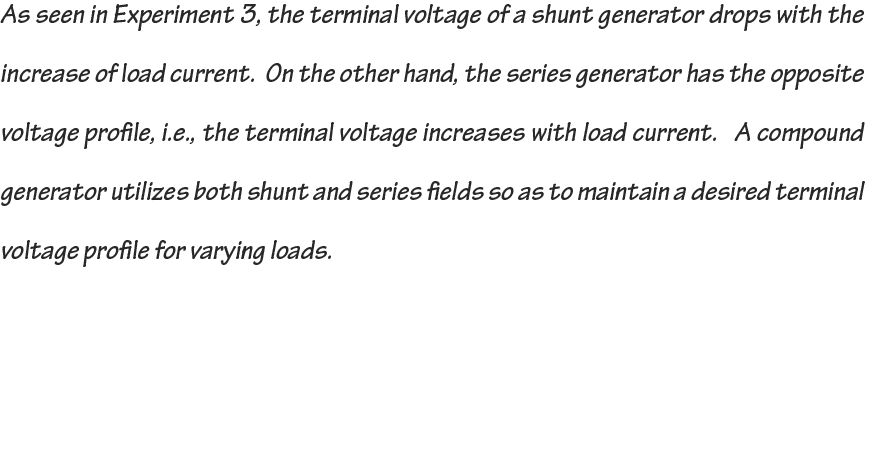 As seen in Experiment 3, the terminal voltage of a shunt generator drops with the
increase of load current.  On the other hand, the series generator has the opposite
voltage profile, i.e., the terminal voltage increases with load current.   A compound
generator utilizes both shunt and series fields so as to maintain a desired terminal
voltage profile for varying loads.